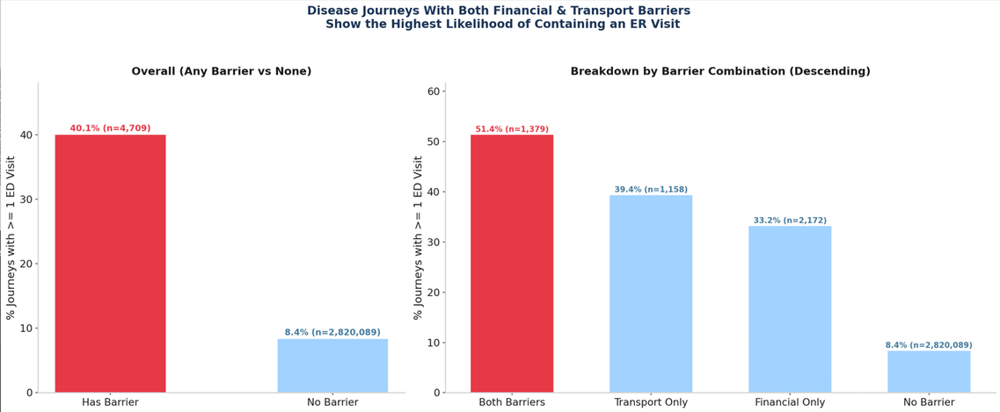 Disease Journeys With Both Financial & Transport Barriers
Show the Highest Likelihood of Containing an ER Visit
Overall (Any Barrier vs None)
% Journeys with >= 1 ED Visit
40
30
20
10
0
40.1% (n=4,709)
8.4% (n=2,820,089)
Has Barrier
No Barrier
Breakdown by Barrier Combination (Descending)
% Journeys with >= 1 ED Visit
60
50
40
30
20
10
0
51.4% (n=1,379)
39.4% (n=1,158)
33.2% (n=2,172)
8.4% (n=2,820,089)
Both Barriers
Transport Only
Financial Only
No Barrier